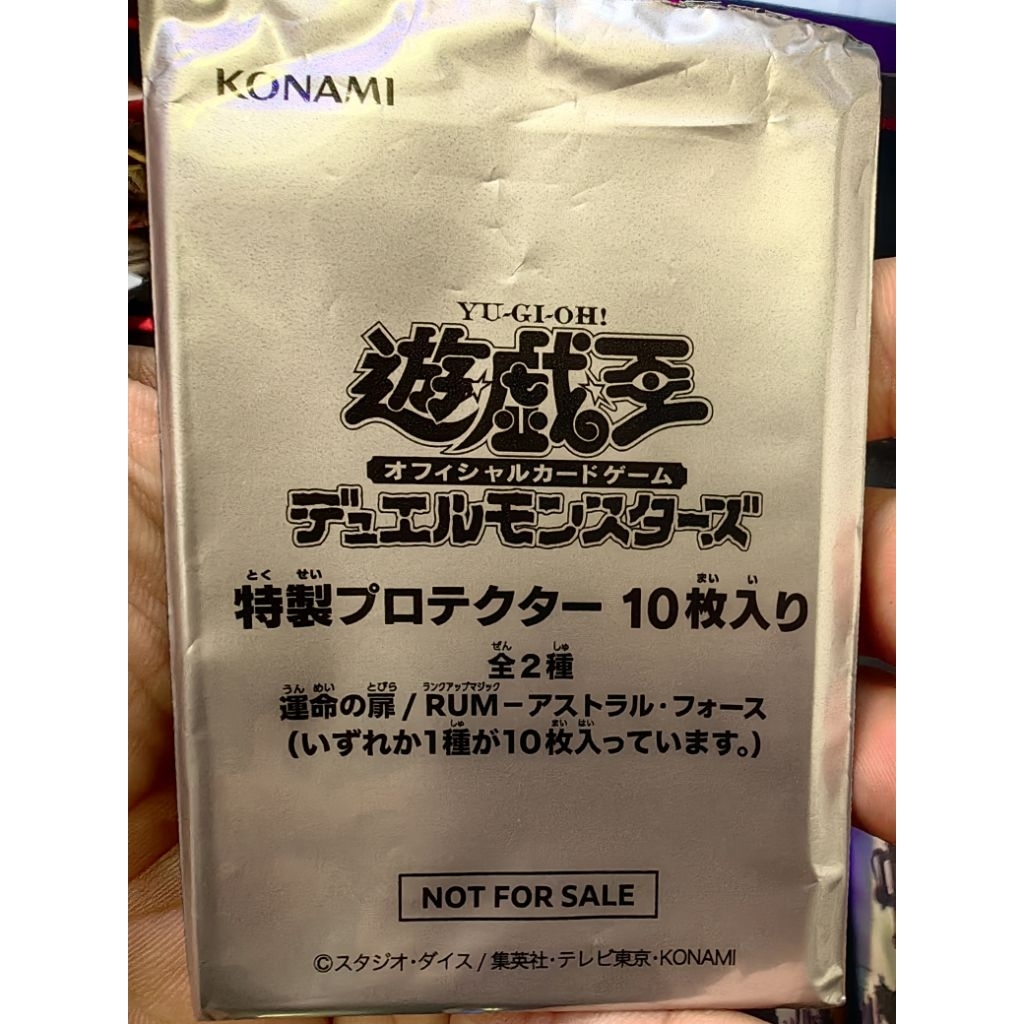 KONAMI
YU-GI-OH!
遊戯王
オフィシャルカードゲーム
デュエルモンスターズ
とく せい まい い
特製プロテクター 10枚入り
ぜん しゅ
全2種
うん めい とびら ランクアップマジック
運命の扉/RUM－アストラル・フォース
しゅ まい はい
(いずれか1種が10枚入っています。)
NOT FOR SALE
©スタジオ・ダイス/集英社・テレビ東京・KONAMI